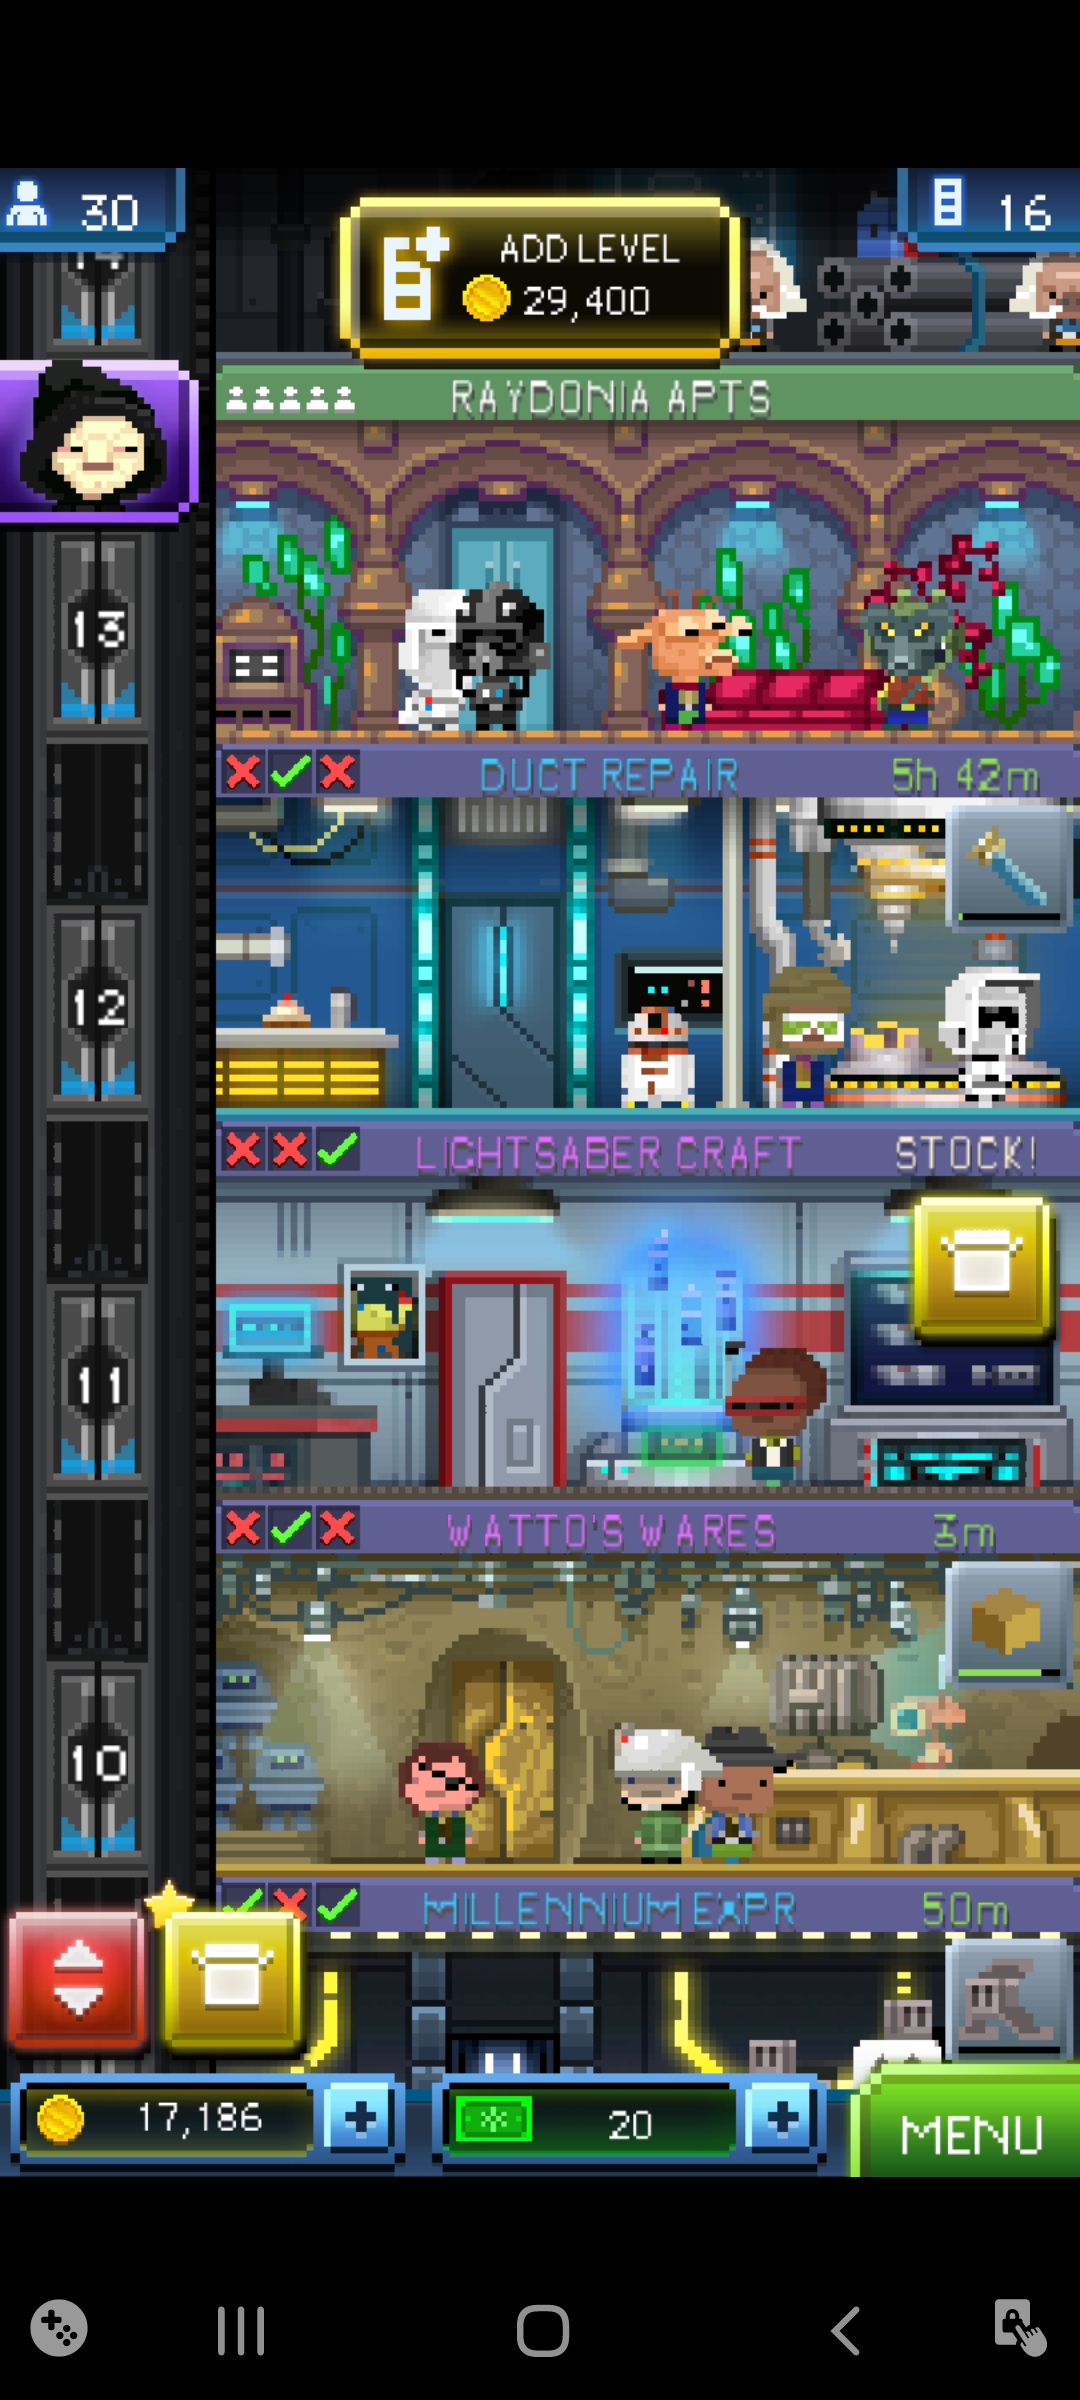 30
16
ADD LEVEL
29,400
RAYDONIA APTS
13
DUCT REPAIR
5h 42m
12
LIGHTSABER CRAFT
STOCK!
11
WATTO'S WARES
3m
10
MILLENNIUM EXPR
50m
17,186
20
MENU